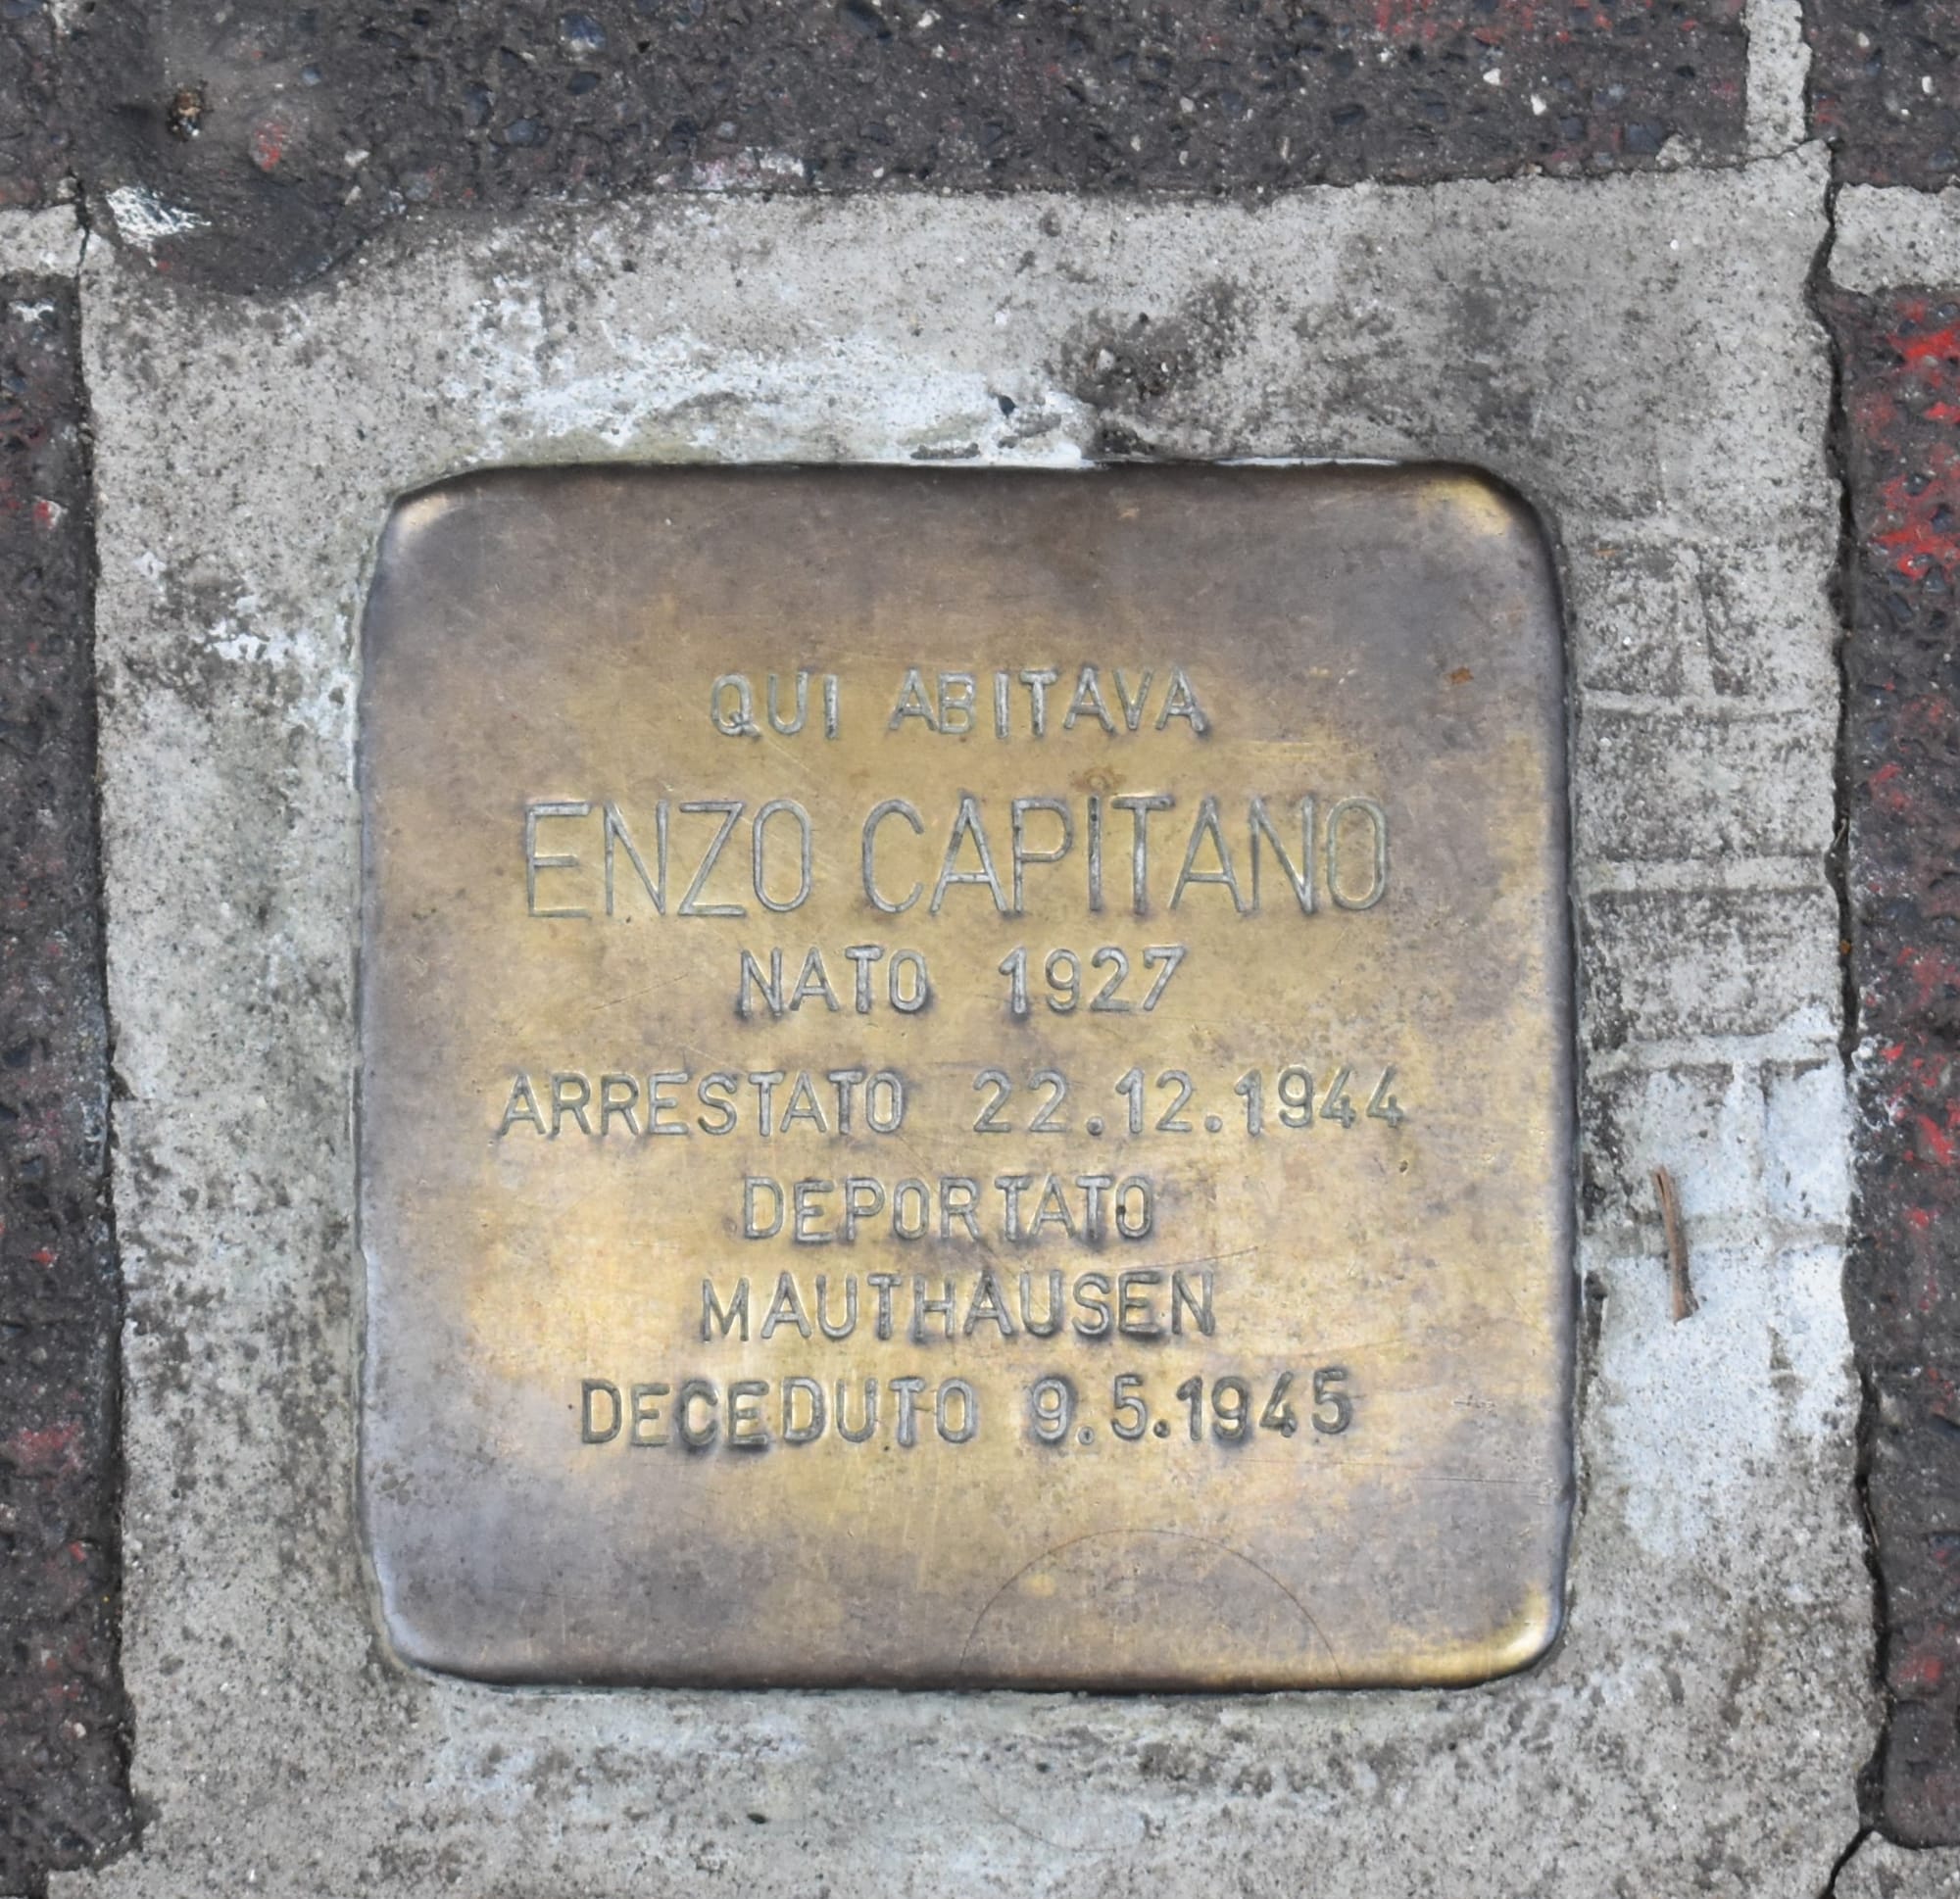 QUI ABITAVA
ENZO CAPITANO
NATO 1927
ARRESTATO 22.12.1944
DEPORTATO
MAUTHAUSEN
DECEDUTO 9.5.1945